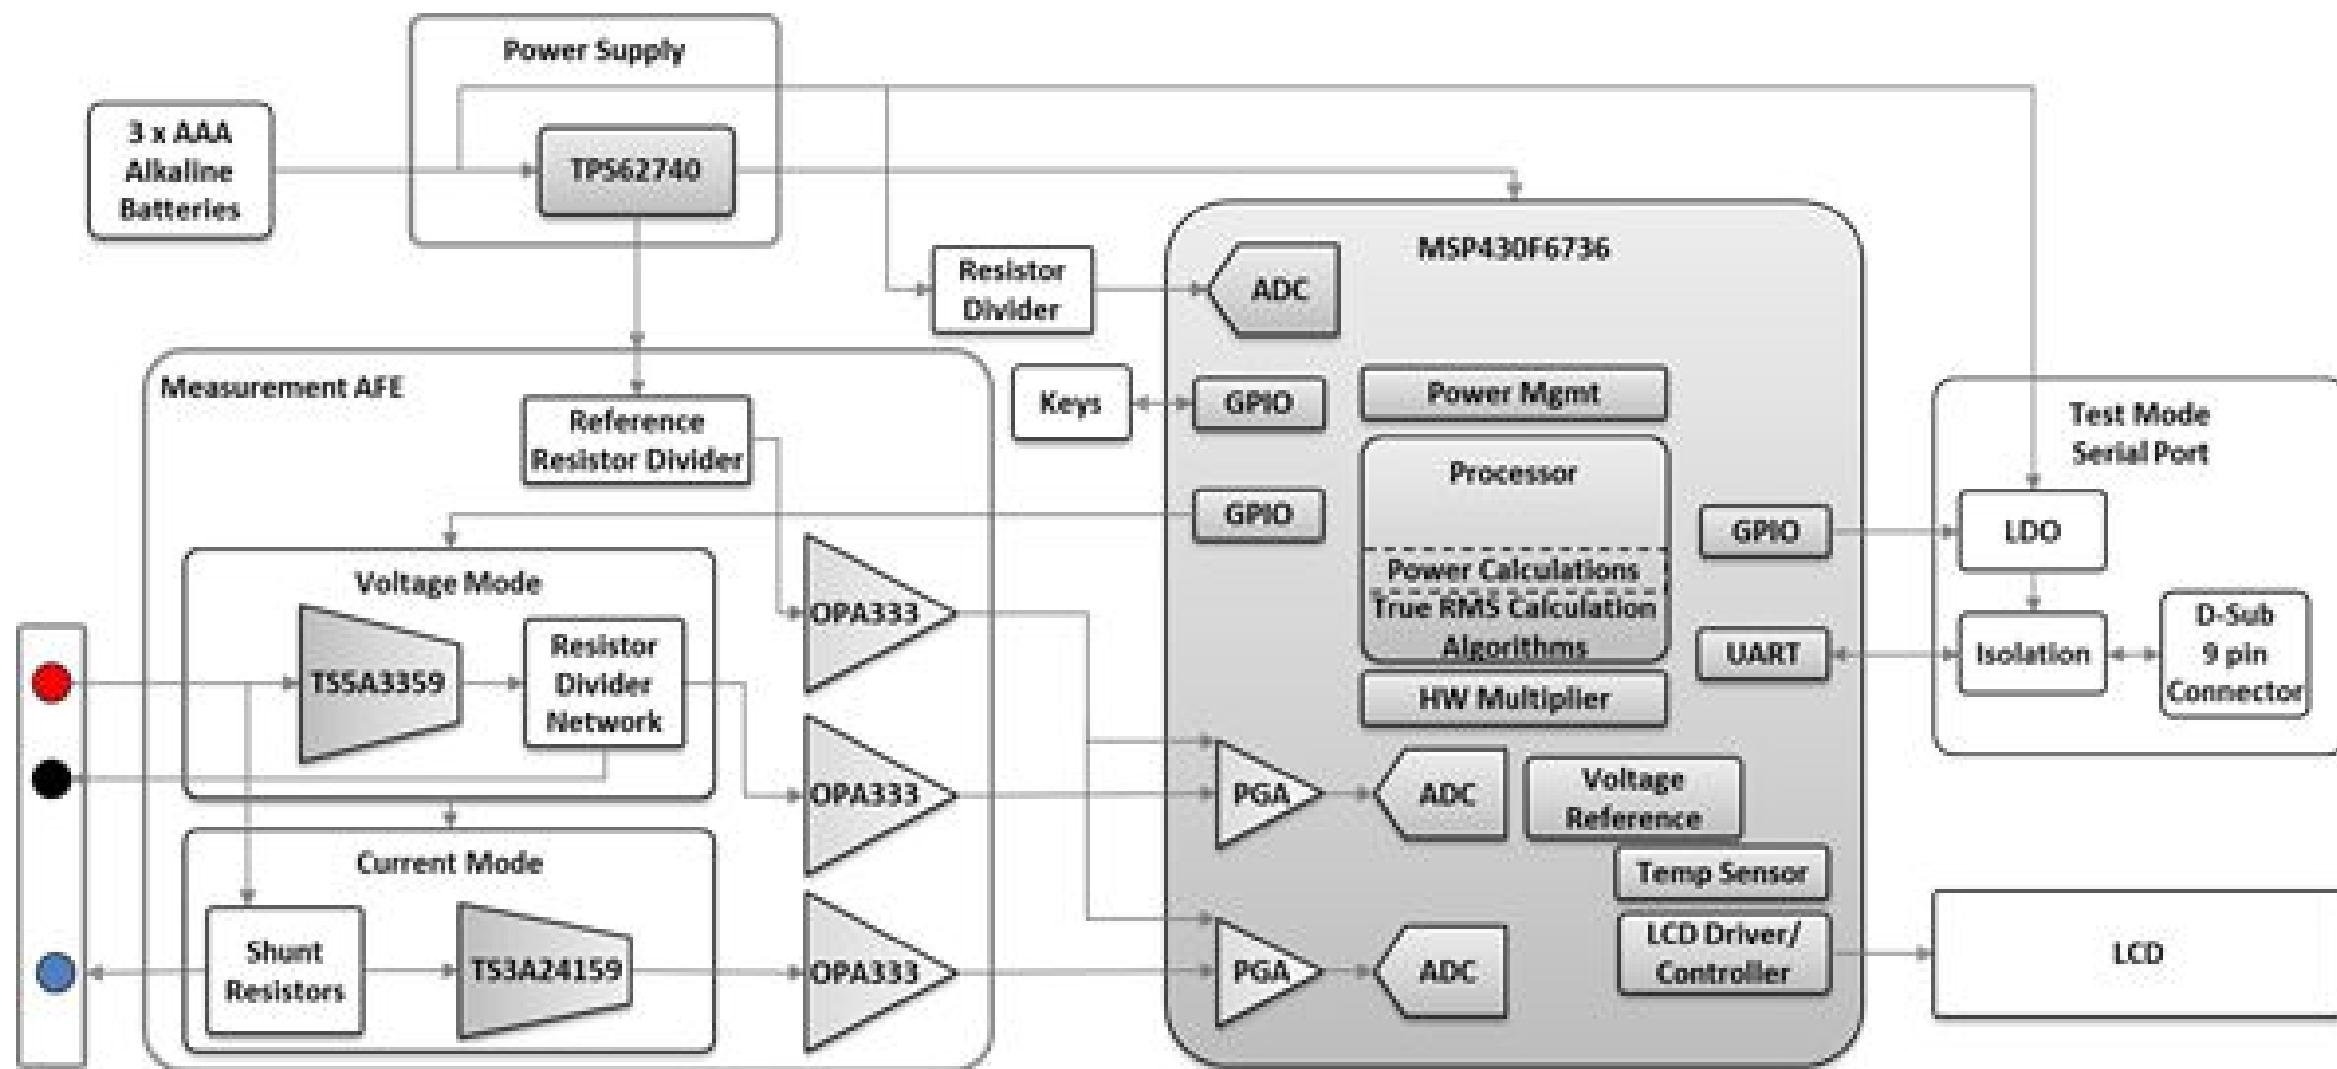 Power Supply
3 x AAA
Alkaline
Batteries
TPS62740
MSP430F6736
Resistor
Divider
ADC
Measurement AFE
Reference
Resistor Divider
Keys
GPIO
Power Mgmt
Test Mode
Serial Port
Processor
GPIO
GPIO
LDO
Voltage Mode
Power Calculations
True RMS Calculation
Algorithms
OPA333
TS5A3359
Resistor
Divider
Network
UART
Isolation
D-Sub
9 pin
Connector
HW Multiplier
OPA333
PGA
ADC
Voltage
Reference
Current Mode
Temp Sensor
Shunt
Resistors
TS3A24159
OPA333
PGA
ADC
LCD Driver/
Controller
LCD